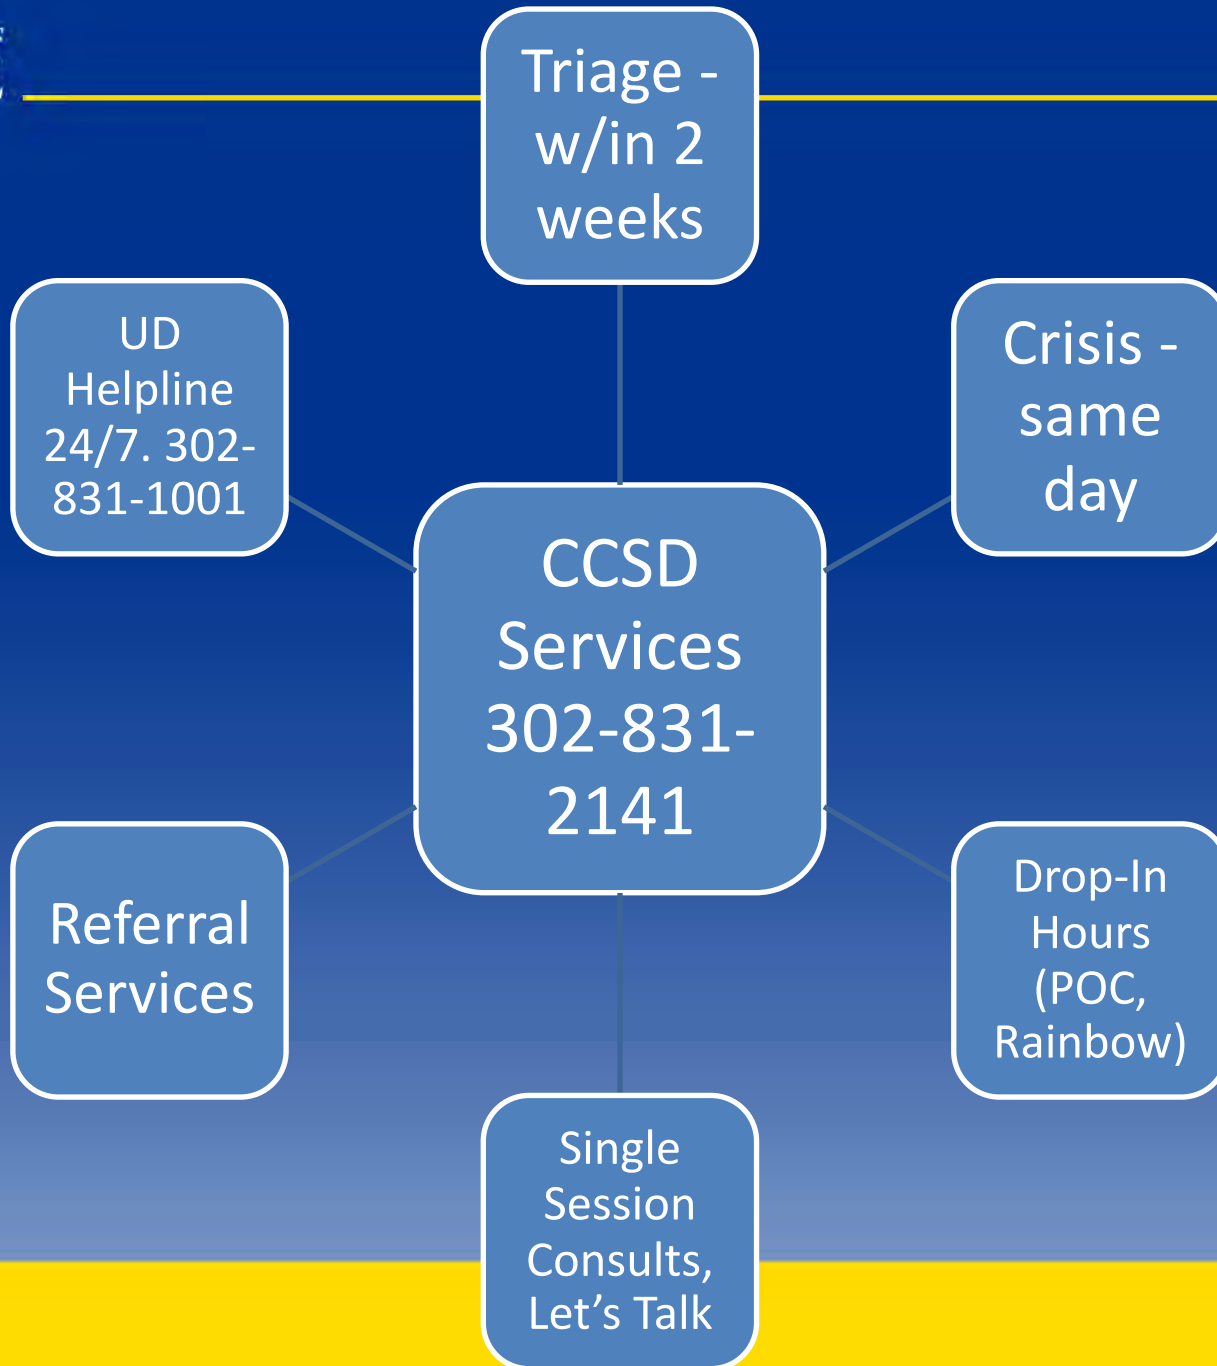 Triage -
w/in 2
weeks
UD
Helpline
24/7. 302-
831-1001
Crisis -
same
day
CCSD
Services
302-831-
2141
Referral
Services
Drop-In
Hours
(POC,
Rainbow)
Single
Session
Consults,
Let’s Talk